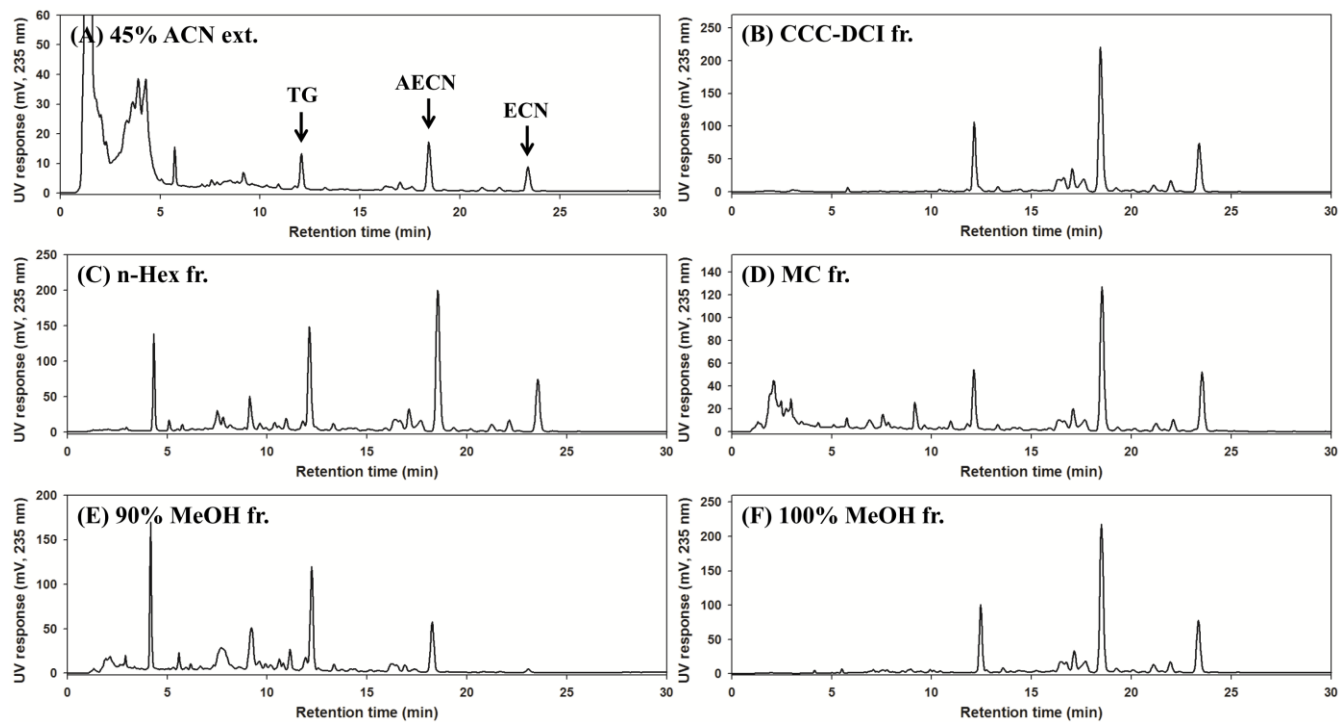 (A) 45% ACN ext.
TG
AECN
ECN
UV response (mV, 235 nm)
60
50
40
30
20
10
0
0 5 10 15 20 25 30
Retention time (min)
(B) CCC-DCI fr.
UV response (mV, 235 nm)
250
200
150
100
50
0
0 5 10 15 20 25 30
Retention time (min)
(C) n-Hex fr.
UV response (mV, 235 nm)
250
200
150
100
50
0
0 5 10 15 20 25 30
Retention time (min)
(D) MC fr.
UV response (mV, 235 nm)
140
120
100
80
60
40
20
0
0 5 10 15 20 25 30
Retention time (min)
(E) 90% MeOH fr.
UV response (mV, 235 nm)
200
150
100
50
0
0 5 10 15 20 25 30
Retention time (min)
(F) 100% MeOH fr.
UV response (mV, 235 nm)
250
200
150
100
50
0
0 5 10 15 20 25 30
Retention time (min)